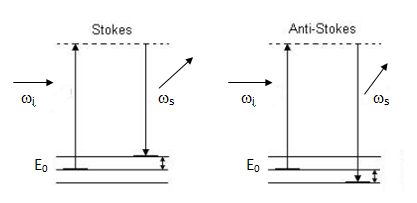 Stokes
Anti-Stokes
ωi
ωs
ωi
ωs
E0
E0